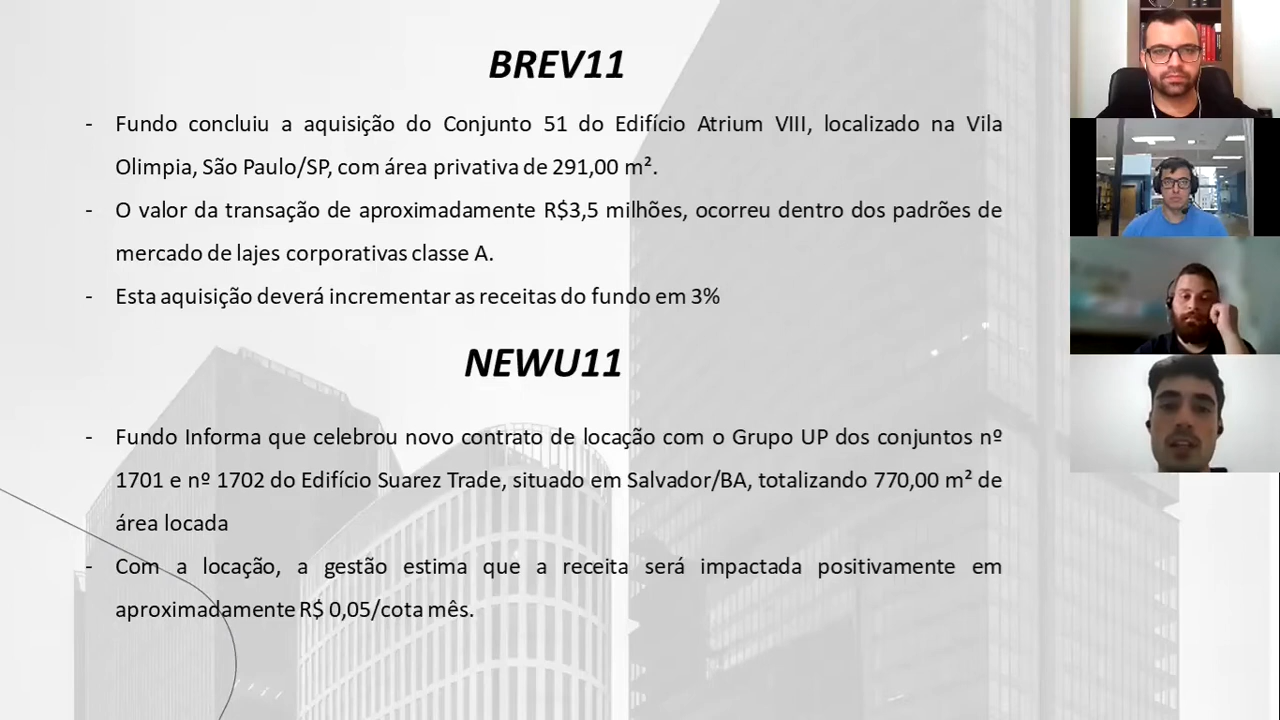 BREV11
- Fundo concluiu a aquisição do Conjunto 51 do Edifício Atrium VIII, localizado na Vila
Olimpia, São Paulo/SP, com área privativa de 291,00 m².
- O valor da transação de aproximadamente R$3,5 milhões, ocorreu dentro dos padrões de
mercado de lajes corporativas classe A.
- Esta aquisição deverá incrementar as receitas do fundo em 3%
NEWU11
- Fundo Informa que celebrou novo contrato de locação com o Grupo UP dos conjuntos nº
1701 e nº 1702 do Edifício Suarez Trade, situado em Salvador/BA, totalizando 770,00 m² de
área locada
- Com a locação, a gestão estima que a receita será impactada positivamente em
aproximadamente R$ 0,05/cota mês.